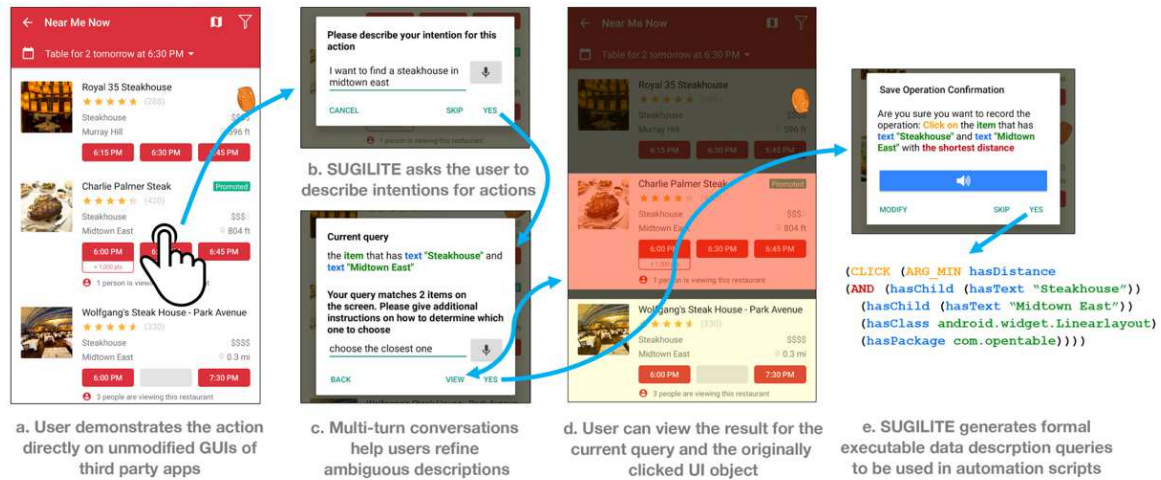 Near Me Now
Table for 2 tomorrow at 6:30 PM
Royal 35 Steakhouse
(288)
Steakhouse
$$$$
Murray Hill
596 ft
6:15 PM
6:30 PM
6:45 PM
Charlie Palmer Steak
Promoted
(420)
Steakhouse
$$$
Midtown East
804 ft
6:00 PM
6:45 PM
+ 1,000 pts
1 person is viewing this restaurant
Wolfgang's Steak House - Park Avenue
(330)
Steakhouse
$$$$
Midtown East
0.3 mi
6:00 PM
7:30 PM
3 people are viewing this restaurant
a. User demonstrates the action
directly on unmodified GUIs of
third party apps
Please describe your intention for this
action
I want to find a steakhouse in
midtown east
CANCEL
SKIP
YES
1 person is viewing this restaurant
b. SUGILITE asks the user to
describe intentions for actions
Current query
the item that has text "Steakhouse" and
text "Midtown East"
Your query matches 2 items on
the screen. Please give additional
instructions on how to determine which
one to choose
choose the closest one
BACK
VIEW
YES
c. Multi-turn conversations
help users refine
ambiguous descriptions
Near Me Now
Table for 2 tomorrow at 6:30 PM
Royal 35 Steakhouse
Steakhouse
$$$$
Murray Hill
596 ft
6:15 PM
6:30 PM
6:45 PM
Charlie Palmer Steak
Promoted
(420)
Steakhouse
$$$
Midtown East
804 ft
6:00 PM
6:30 PM
6:45 PM
+ 1,000 pts
1 person is viewing this restaurant
Wolfgang's Steak House - Park Avenue
(330)
Steakhouse
$$$$
Midtown East
0.3 mi
6:00 PM
7:30 PM
3 people are viewing this restaurant
d. User can view the result for the
current query and the originally
clicked UI object
Save Operation Confirmation
Are you sure you want to record the
operation: Click on the item that has
text "Steakhouse" and text "Midtown
East" with the shortest distance
MODIFY
SKIP
YES
(CLICK (ARG_MIN hasDistance
(AND (hasChild (hasText “Steakhouse”))
(hasChild (hasText “Midtown East”))
(hasClass android.widget.Linearlayout)
(hasPackage com.opentable))))
e. SUGILITE generates formal
executable data descrption queries
to be used in automation scripts